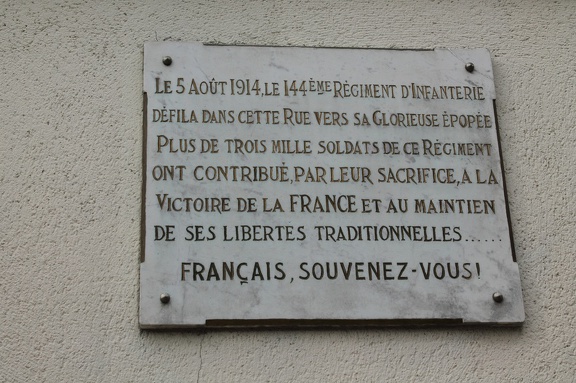 LE 5 AOÛT 1914, LE 144ÈME RÉGIMENT D'INFANTERIE
DÉFILA DANS CETTE RUE VERS SA GLORIEUSE ÉPOPÉE
PLUS DE TROIS MILLE SOLDATS DE CE RÉGIMENT
ONT CONTRIBUÉ, PAR LEUR SACRIFICE, A LA
VICTOIRE DE LA FRANCE ET AU MAINTIEN
DE SES LIBERTES TRADITIONNELLES......
FRANÇAIS, SOUVENEZ-VOUS!